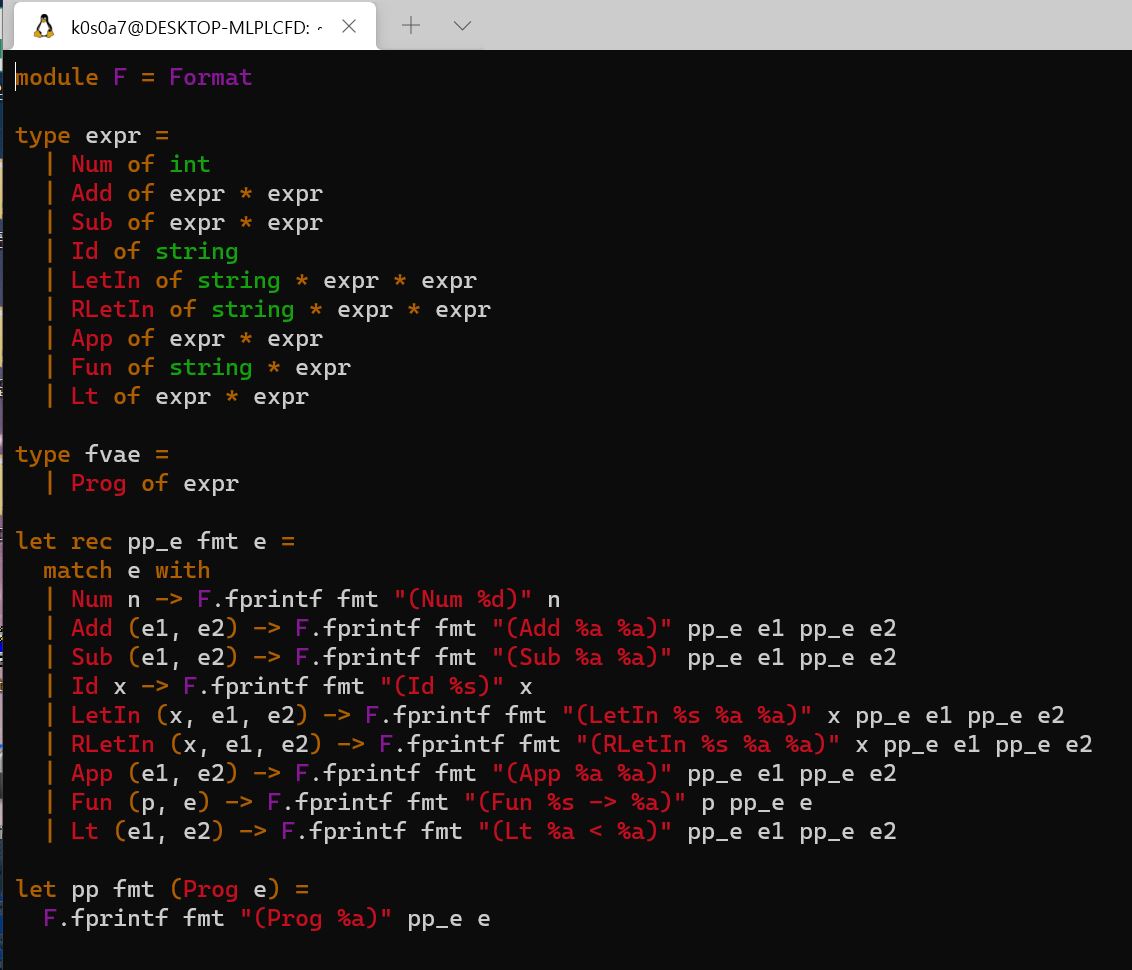 k0s0a7@DESKTOP-MLPLCFD: ~
module F = Format

type expr =
  | Num of int
  | Add of expr * expr
  | Sub of expr * expr
  | Id of string
  | LetIn of string * expr * expr
  | RLetIn of string * expr * expr
  | App of expr * expr
  | Fun of string * expr
  | Lt of expr * expr

type fvae =
  | Prog of expr

let rec pp_e fmt e =
  match e with
  | Num n -> F.fprintf fmt "(Num %d)" n
  | Add (e1, e2) -> F.fprintf fmt "(Add %a %a)" pp_e e1 pp_e e2
  | Sub (e1, e2) -> F.fprintf fmt "(Sub %a %a)" pp_e e1 pp_e e2
  | Id x -> F.fprintf fmt "(Id %s)" x
  | LetIn (x, e1, e2) -> F.fprintf fmt "(LetIn %s %a %a)" x pp_e e1 pp_e e2
  | RLetIn (x, e1, e2) -> F.fprintf fmt "(RLetIn %s %a %a)" x pp_e e1 pp_e e2
  | App (e1, e2) -> F.fprintf fmt "(App %a %a)" pp_e e1 pp_e e2
  | Fun (p, e) -> F.fprintf fmt "(Fun %s -> %a)" p pp_e e
  | Lt (e1, e2) -> F.fprintf fmt "(Lt %a < %a)" pp_e e1 pp_e e2

let pp fmt (Prog e) =
  F.fprintf fmt "(Prog %a)" pp_e e